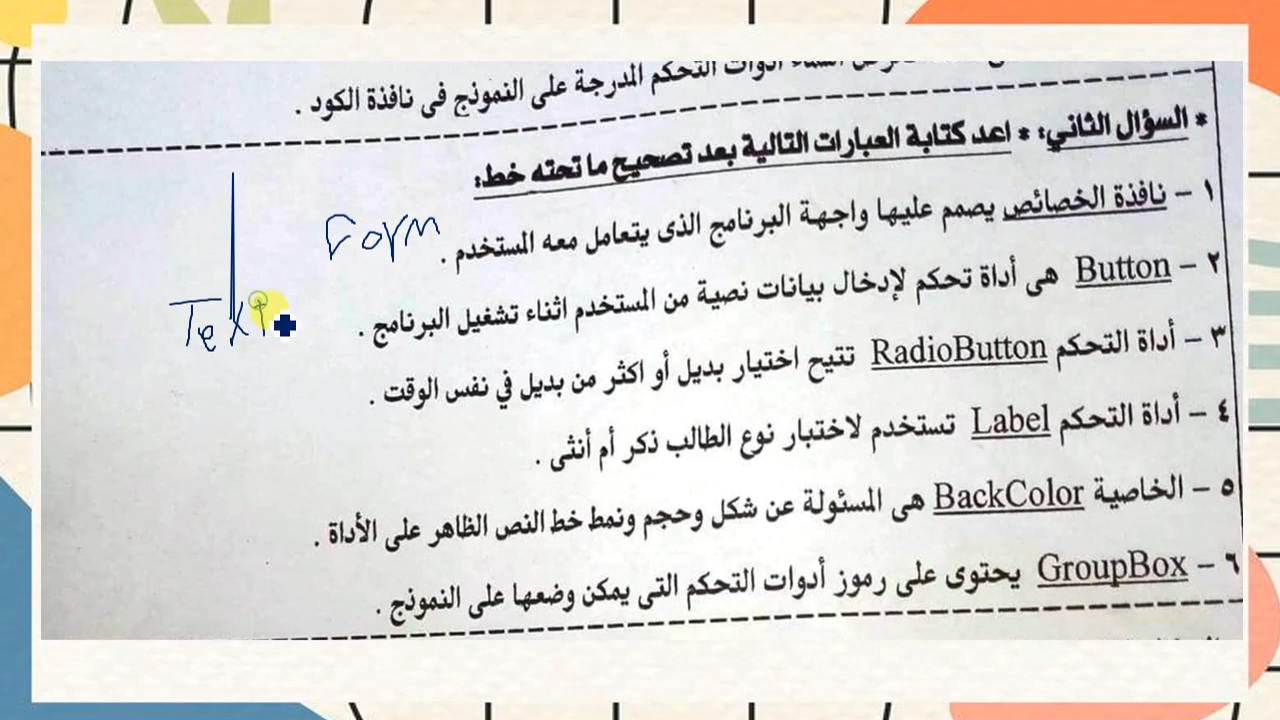 أدوات التحكم المدرجة على النموذج فى نافذة الكود .
* السؤال الثاني: * اعد كتابة العبارات التالية بعد تصحيح ما تحته خط:
١ - نافذة الخصائص يصمم عليها واجهة البرنامج الذى يتعامل معه المستخدم .
Form
٢ - Button هى أداة تحكم لإدخال بيانات نصية من المستخدم اثناء تشغيل البرنامج .
Text
٣ - أداة التحكم RadioButton تتيح اختيار بديل أو اكثر من بديل في نفس الوقت .
٤ - أداة التحكم Label تستخدم لاختبار نوع الطالب ذكر أم أنثى .
٥ - الخاصية BackColor هى المسئولة عن شكل وحجم ونمط خط النص الظاهر على الأداة .
٦ - GroupBox يحتوى على رموز أدوات التحكم التى يمكن وضعها على النموذج .